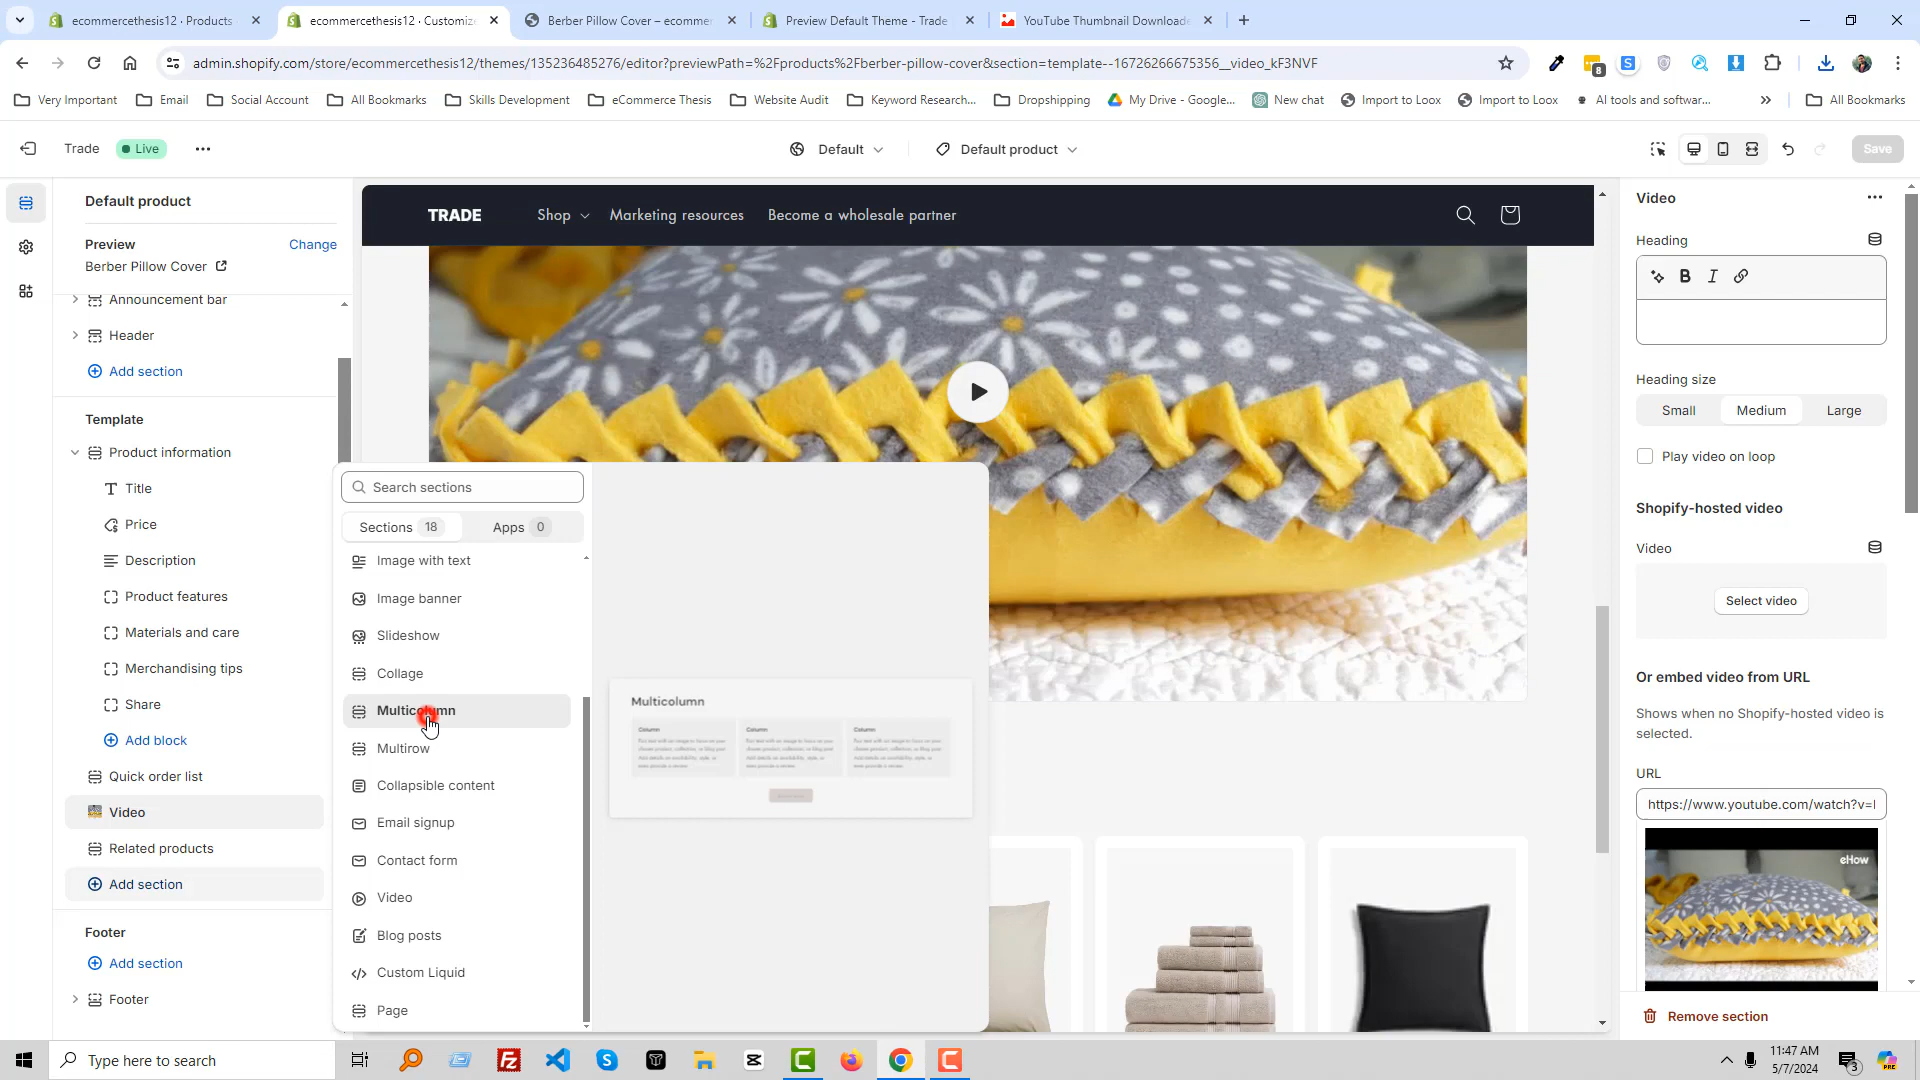 ecommercethesis12 · Products
ecommercethesis12 · Customize
Berber Pillow Cover – ecommer
Preview Default Theme - Trade
YouTube Thumbnail Downloade
admin.shopify.com/store/ecommercethesis12/themes/135236485276/editor?previewPath=%2Fproducts%2Fberber-pillow-cover&section=template--16726266675356__video_kF3NVF
8
Very Important
Email
Social Account
All Bookmarks
Skills Development
eCommerce Thesis
Website Audit
Keyword Research...
Dropshipping
My Drive - Google...
New chat
Import to Loox
Import to Loox
AI tools and softwar...
All Bookmarks
Trade
Live
Default
Default product
Save
Default product
Preview
Change
Berber Pillow Cover
Announcement bar
Header
Add section
Template
Product information
Title
Price
Description
Product features
Materials and care
Merchandising tips
Share
Add block
Quick order list
Video
Related products
Add section
Footer
Add section
Footer
Search sections
Sections 18
Apps 0
Image with text
Image banner
Slideshow
Collage
Multicolumn
Multirow
Collapsible content
Email signup
Contact form
Video
Blog posts
Custom Liquid
Page
Multicolumn
Column
Column
Column
TRADE
Shop
Marketing resources
Become a wholesale partner
Video
Heading
Heading size
Small
Medium
Large
Play video on loop
Shopify-hosted video
Video
Select video
Or embed video from URL
Shows when no Shopify-hosted video is
selected.
URL
https://www.youtube.com/watch?v=
eHow
Remove section
Type here to search
11:47 AM
5/7/2024
3